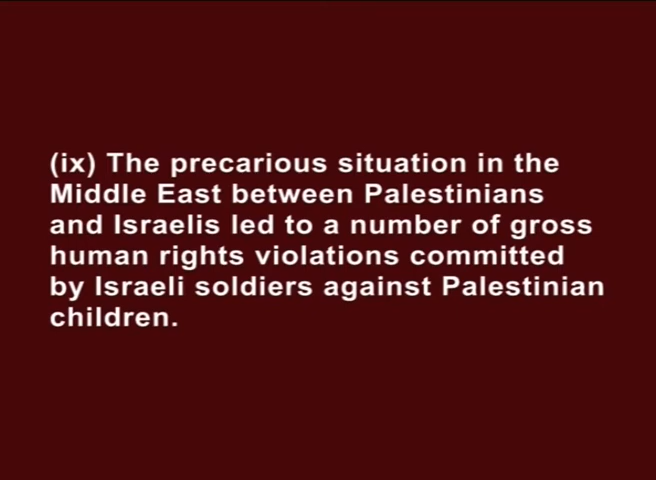 (ix) The precarious situation in the
Middle East between Palestinians
and Israelis led to a number of gross
human rights violations committed
by Israeli soldiers against Palestinian
children.